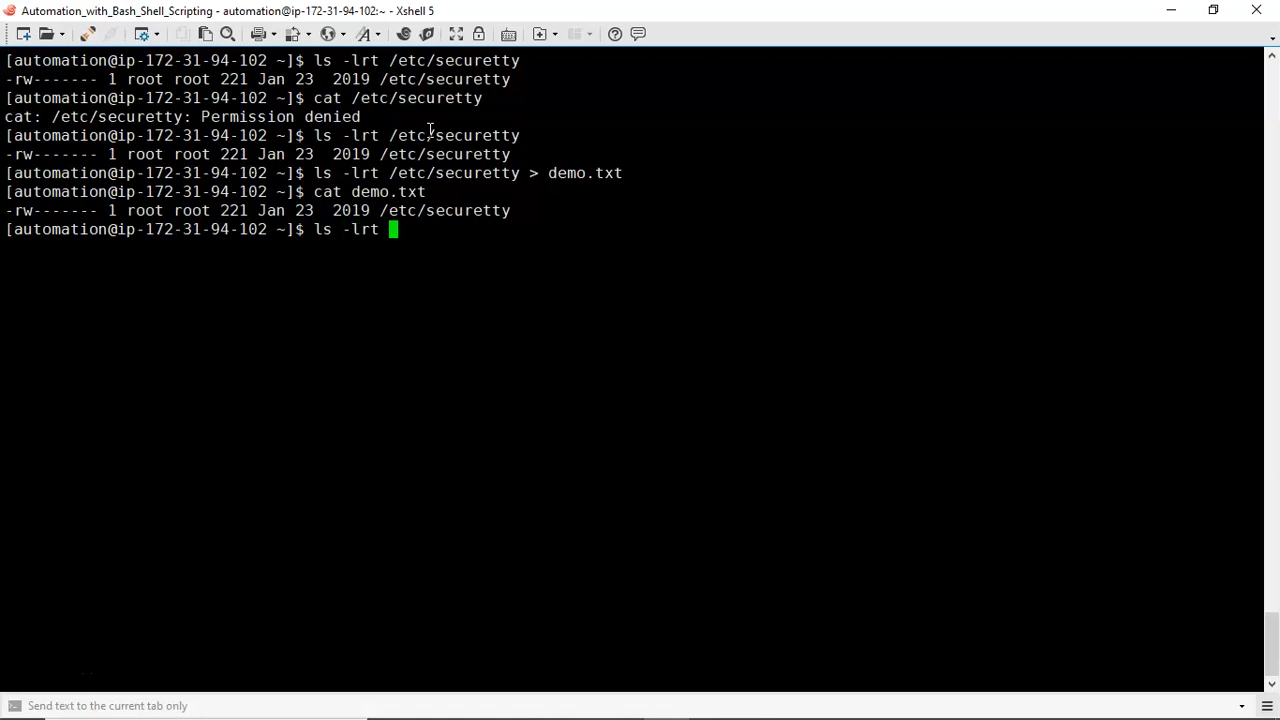 Automation_with_Bash_Shell_Scripting - automation@ip-172-31-94-102:~ - Xshell 5
[automation@ip-172-31-94-102 ~]$ ls -lrt /etc/securetty
-rw------- 1 root root 221 Jan 23  2019 /etc/securetty
[automation@ip-172-31-94-102 ~]$ cat /etc/securetty
cat: /etc/securetty: Permission denied
[automation@ip-172-31-94-102 ~]$ ls -lrt /etc/securetty
-rw------- 1 root root 221 Jan 23  2019 /etc/securetty
[automation@ip-172-31-94-102 ~]$ ls -lrt /etc/securetty > demo.txt
[automation@ip-172-31-94-102 ~]$ cat demo.txt
-rw------- 1 root root 221 Jan 23  2019 /etc/securetty
[automation@ip-172-31-94-102 ~]$ ls -lrt
Send text to the current tab only